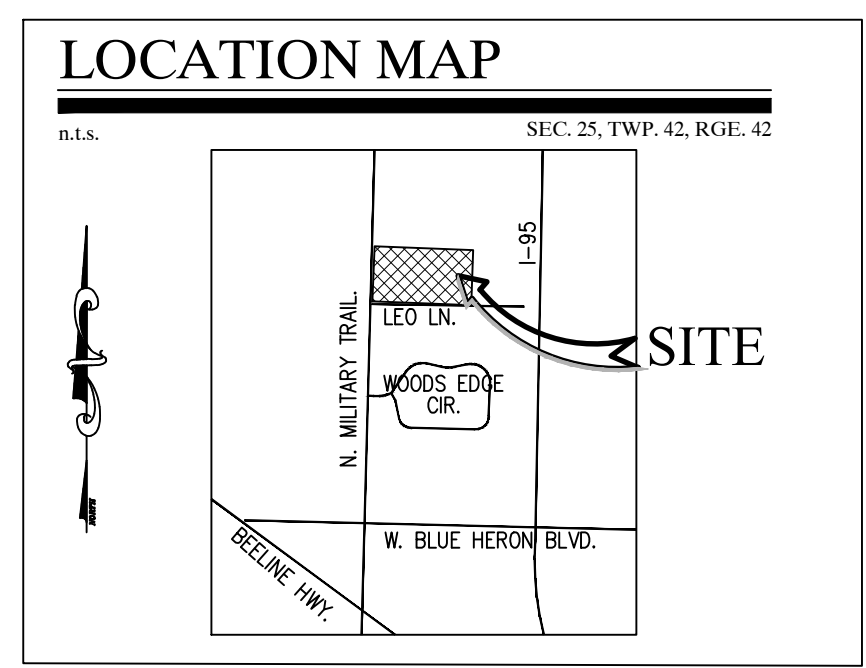 LOCATION MAP
n.t.s.
SEC. 25, TWP. 42, RGE. 42
I-95
N. MILITARY TRAIL.
LEO LN.
SITE
WOODS EDGE
CIR.
NORTH
W. BLUE HERON BLVD.
BEELINE HWY.